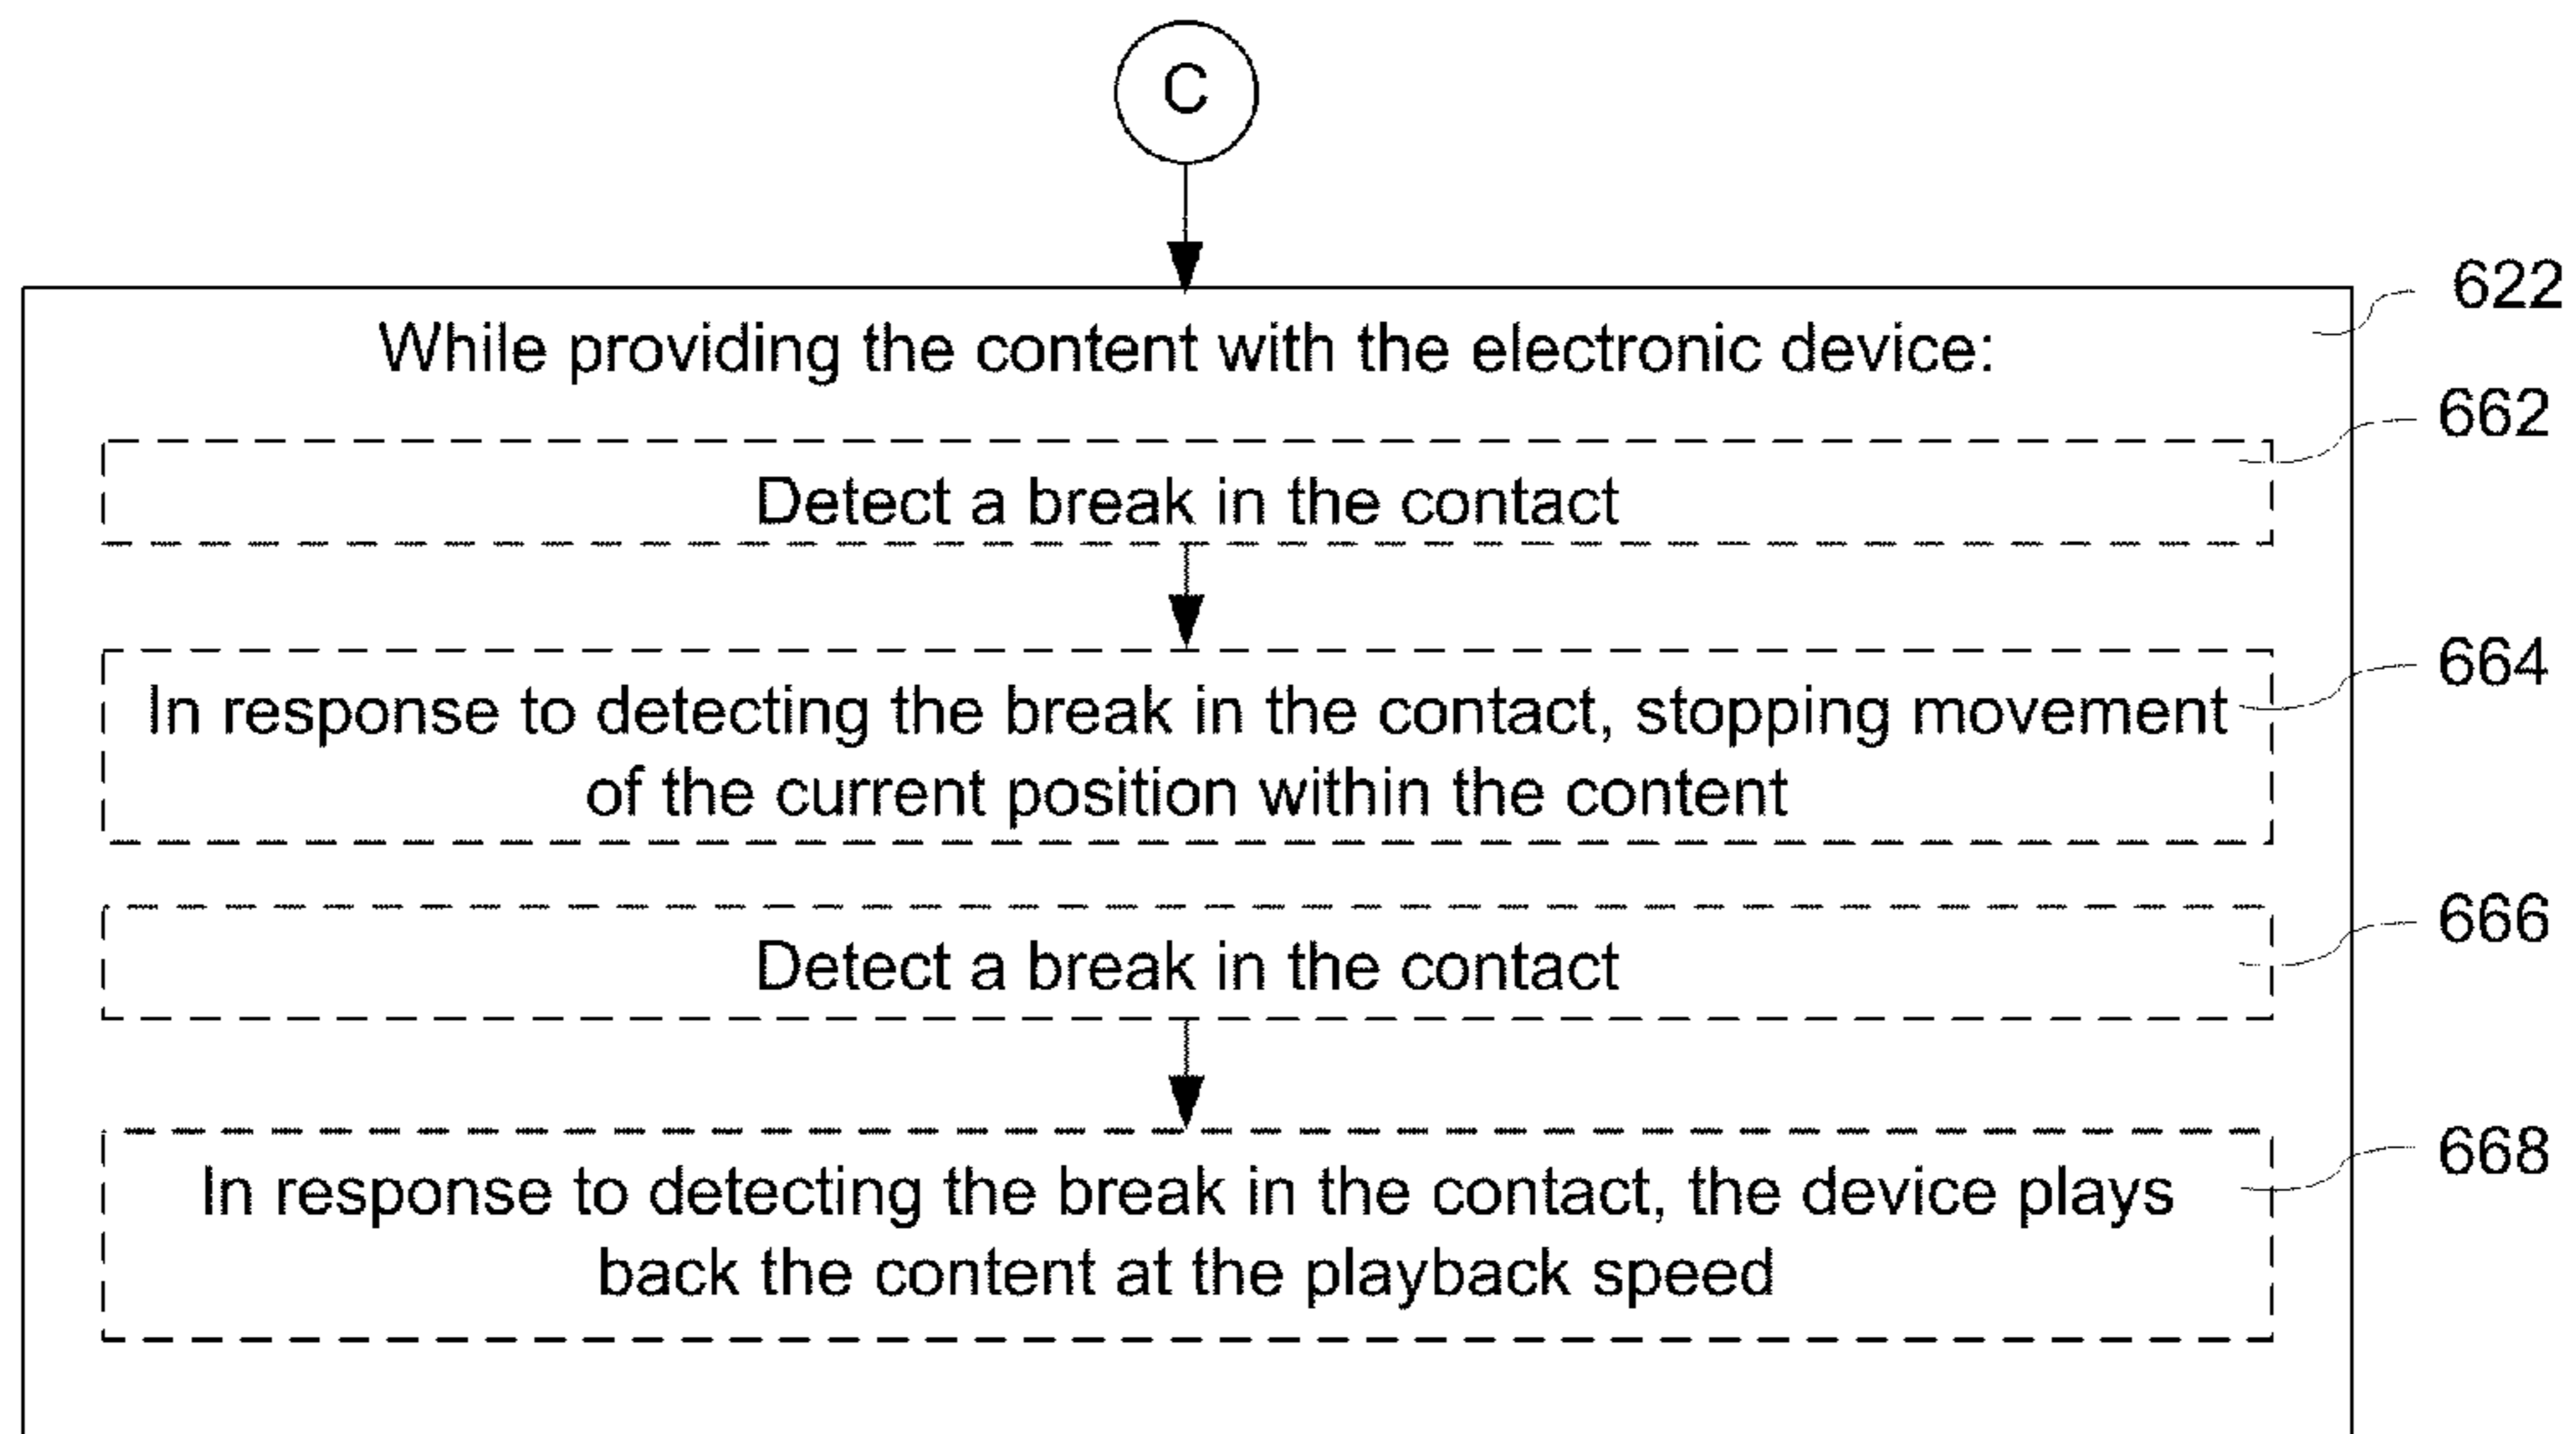 C
While providing the content with the electronic device:
622
Detect a break in the contact
662
In response to detecting the break in the contact, stopping movement
of the current position within the content
664
Detect a break in the contact
666
In response to detecting the break in the contact, the device plays
back the content at the playback speed
668